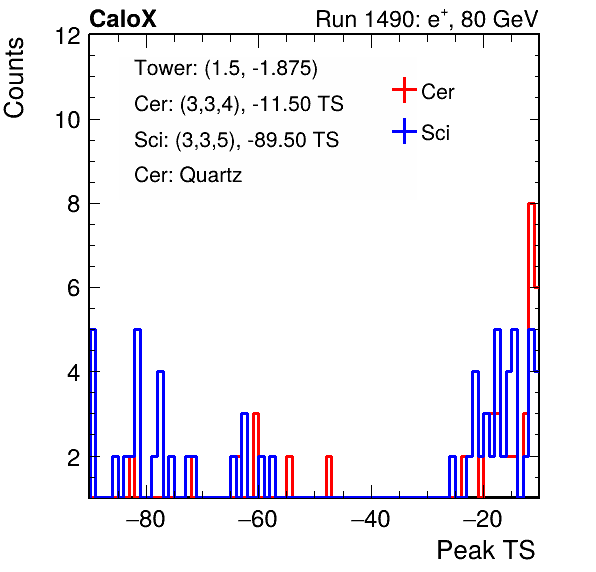 CaloX Run 1490: e⁺, 80 GeV
Counts
12
10
8
6
4
2
Tower: (1.5, -1.875)
Cer: (3,3,4), -11.50 TS
Sci: (3,3,5), -89.50 TS
Cer: Quartz
Cer
Sci
−80 −60 −40 −20
Peak TS